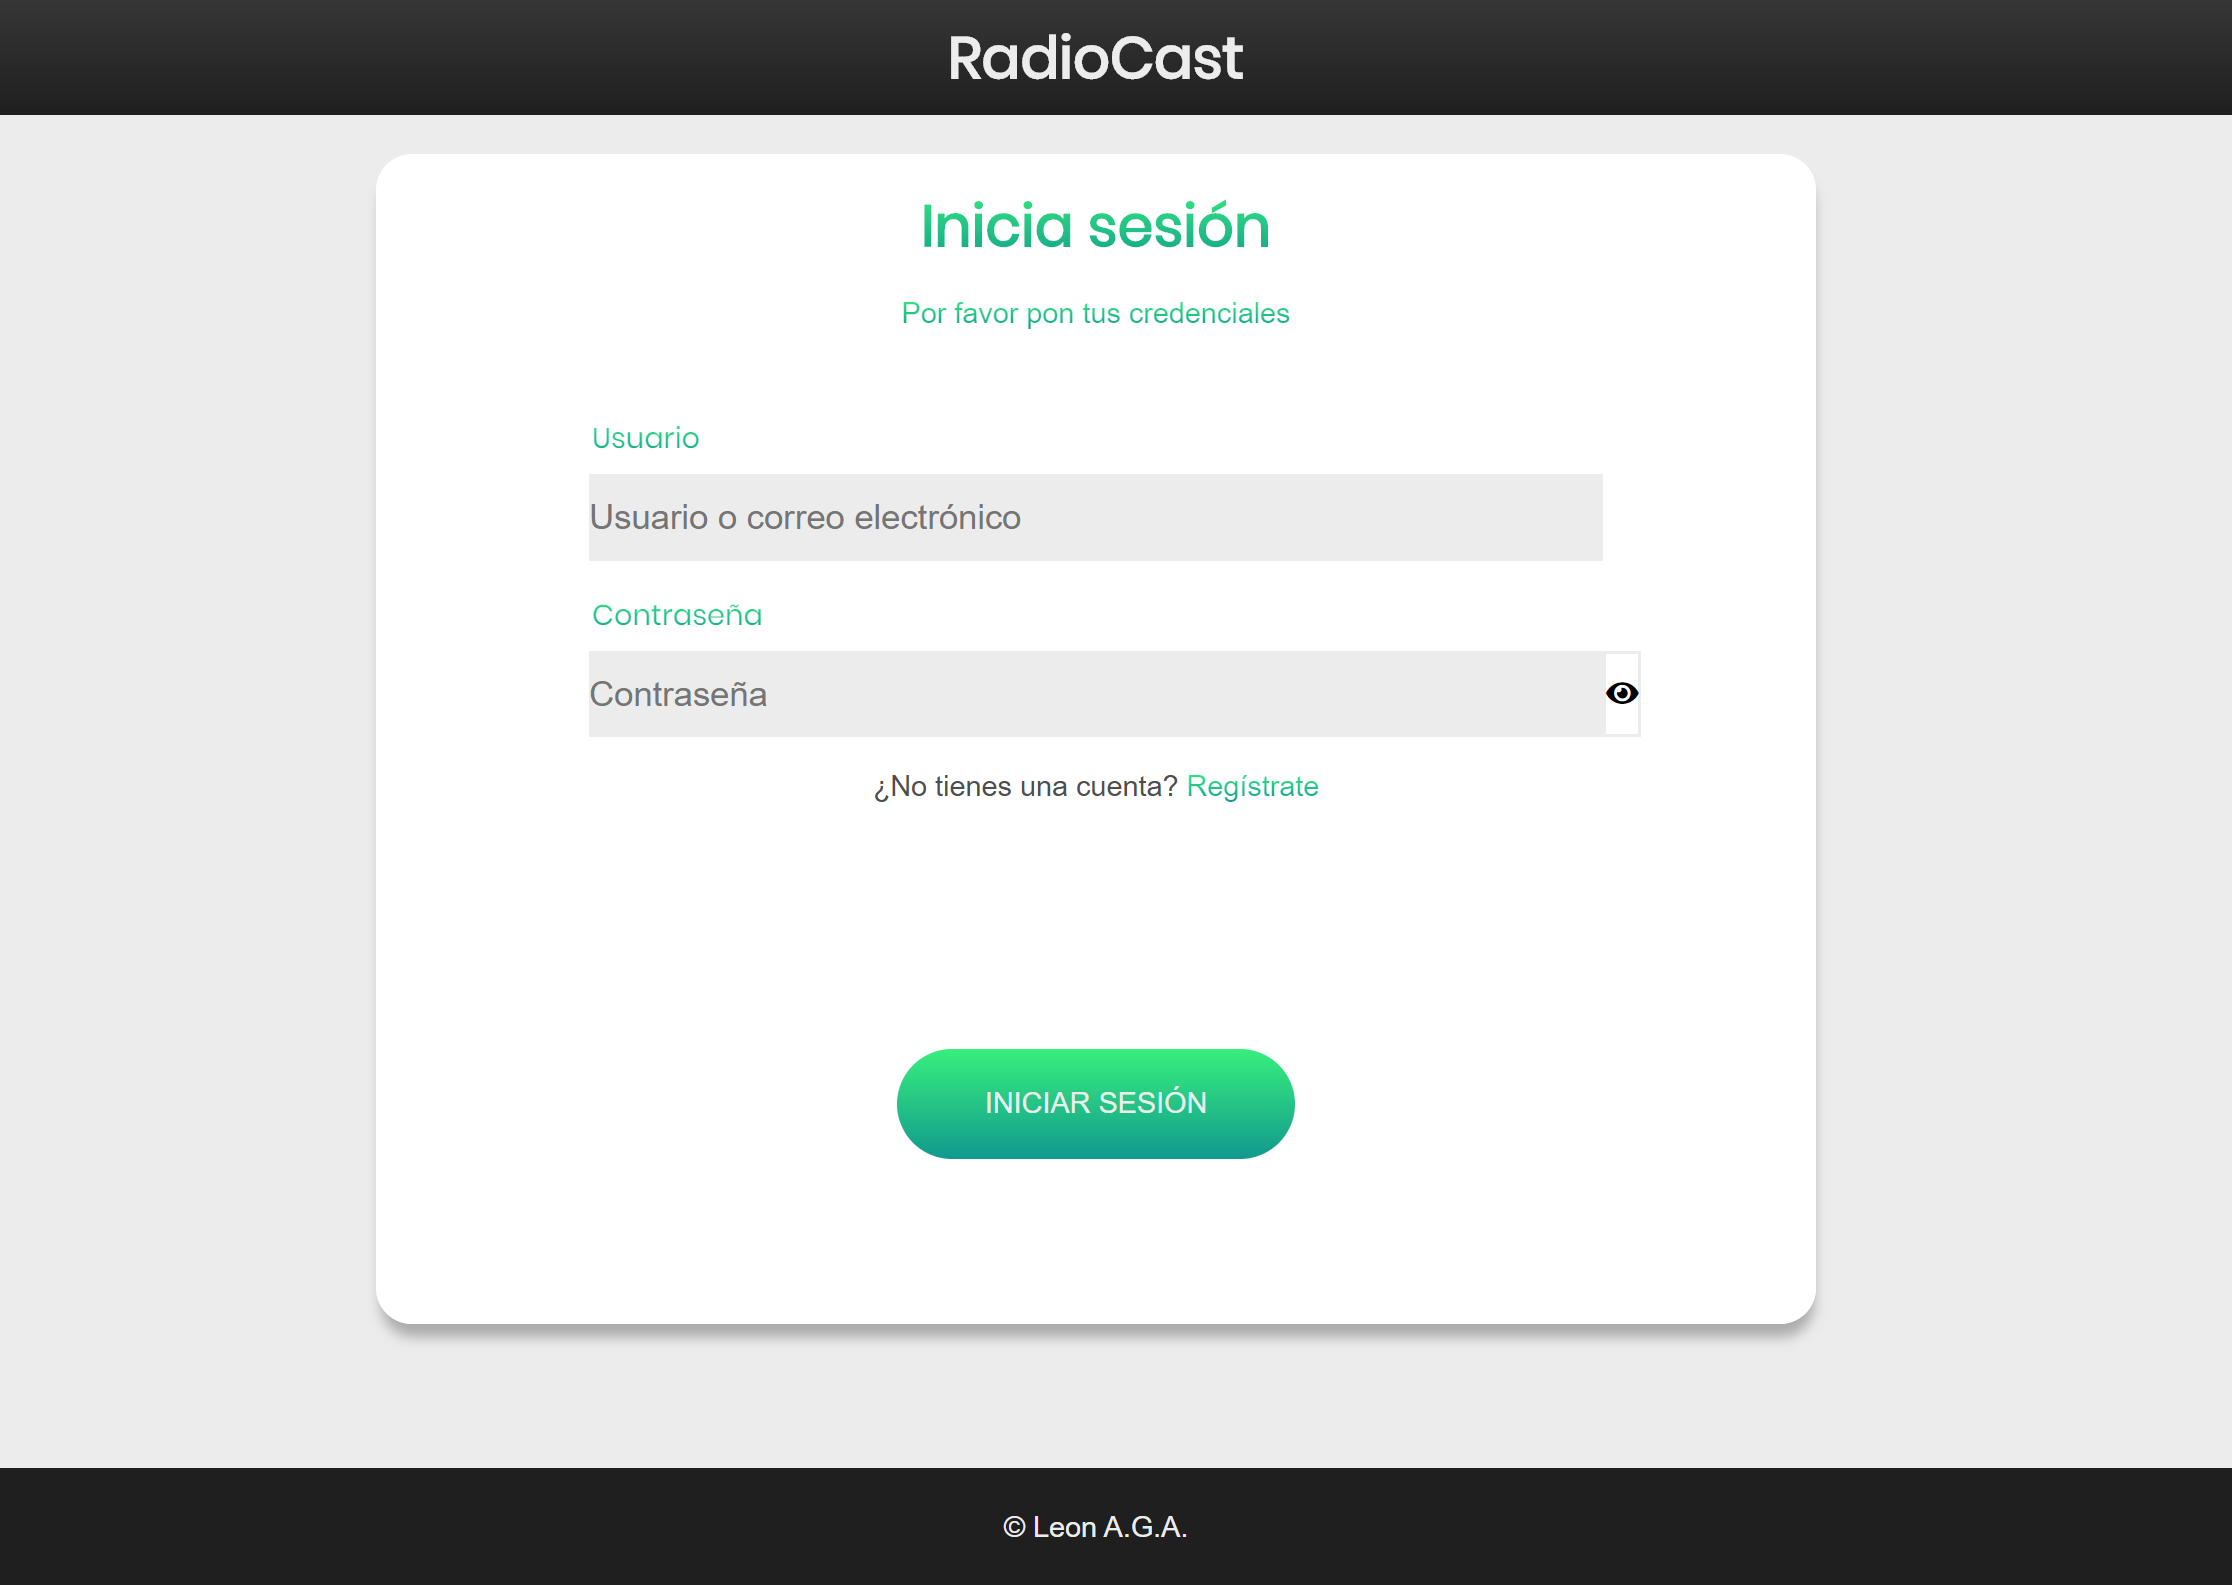 RadioCast
Inicia sesión
Por favor pon tus credenciales
Usuario
Usuario o correo electrónico
Contraseña
Contraseña
¿No tienes una cuenta? Regístrate
INICIAR SESIÓN
© Leon A.G.A.